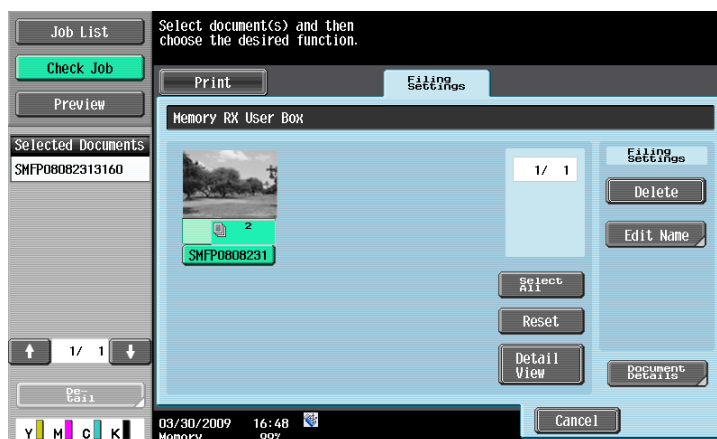 Job List
Check Job
Preview
Selected Documents
SMFP08082313160
1/ 1
De-
tail
Y M C K
Select document(s) and then
choose the desired function.
Print
Filing
Settings
Memory RX User Box
2
SMFP0808231
1/ 1
Select
All
Reset
Detail
View
Filing
Settings
Delete
Edit Name
Document
Details
03/30/2009 16:48
Memory 99%
Cancel